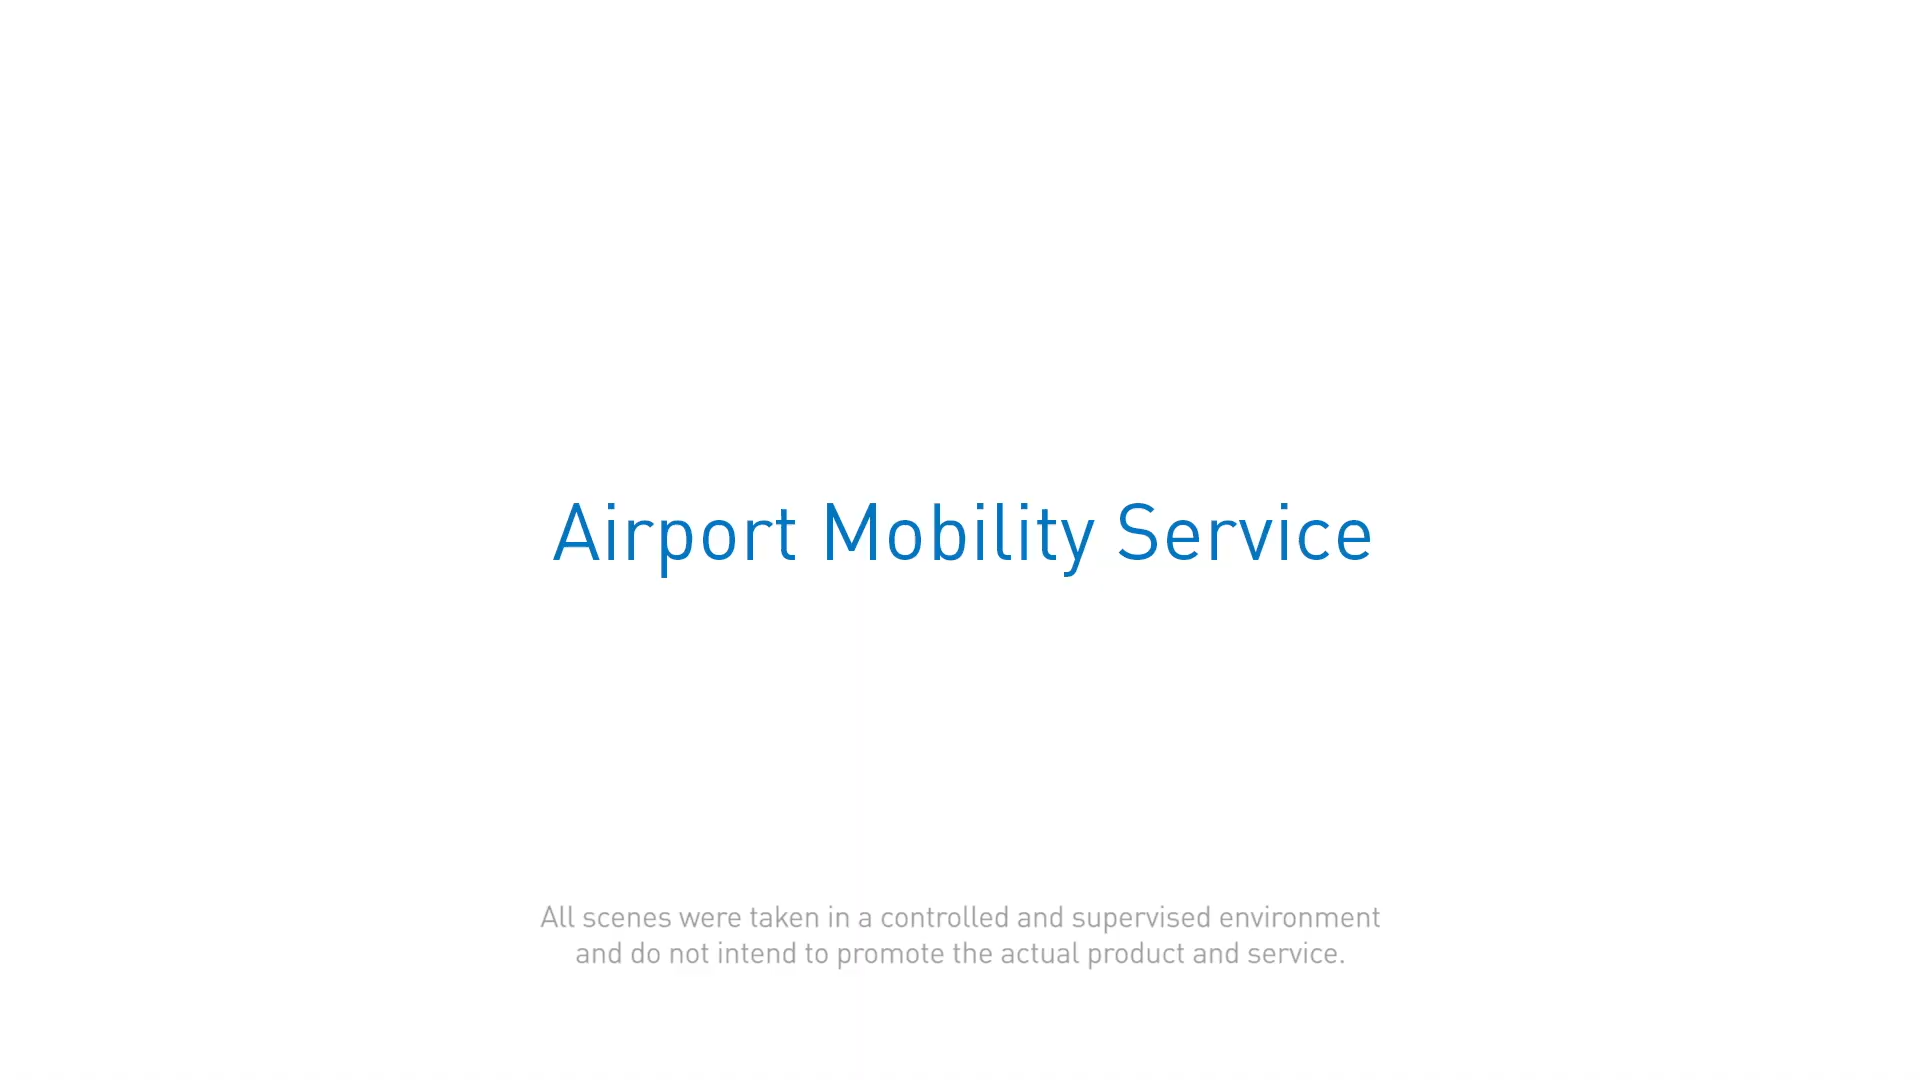 Airport Mobility Service
All scenes were taken in a controlled and supervised environment
and do not intend to promote the actual product and service.